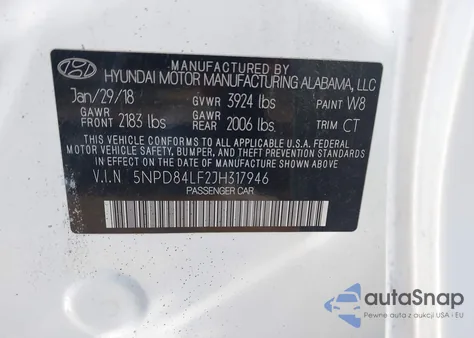 MANUFACTURED BY
HYUNDAI MOTOR MANUFACTURING ALABAMA, LLC
Jan/29/18 GVWR 3924 lbs PAINT W8
GAWR FRONT 2183 lbs GAWR REAR 2006 lbs TRIM CT
THIS VEHICLE CONFORMS TO ALL APPLICABLE U.S.A FEDERAL
MOTOR VEHICLE SAFETY, BUMPER, AND THEFT PREVENTION STANDARDS
IN EFFECT ON THE DATE OF MANUFACTURE SHOWN ABOVE.
V.I.N 5NPD84LF2JH317946
PASSENGER CAR
autoSnap
Pewne auta z aukcji USA - EU